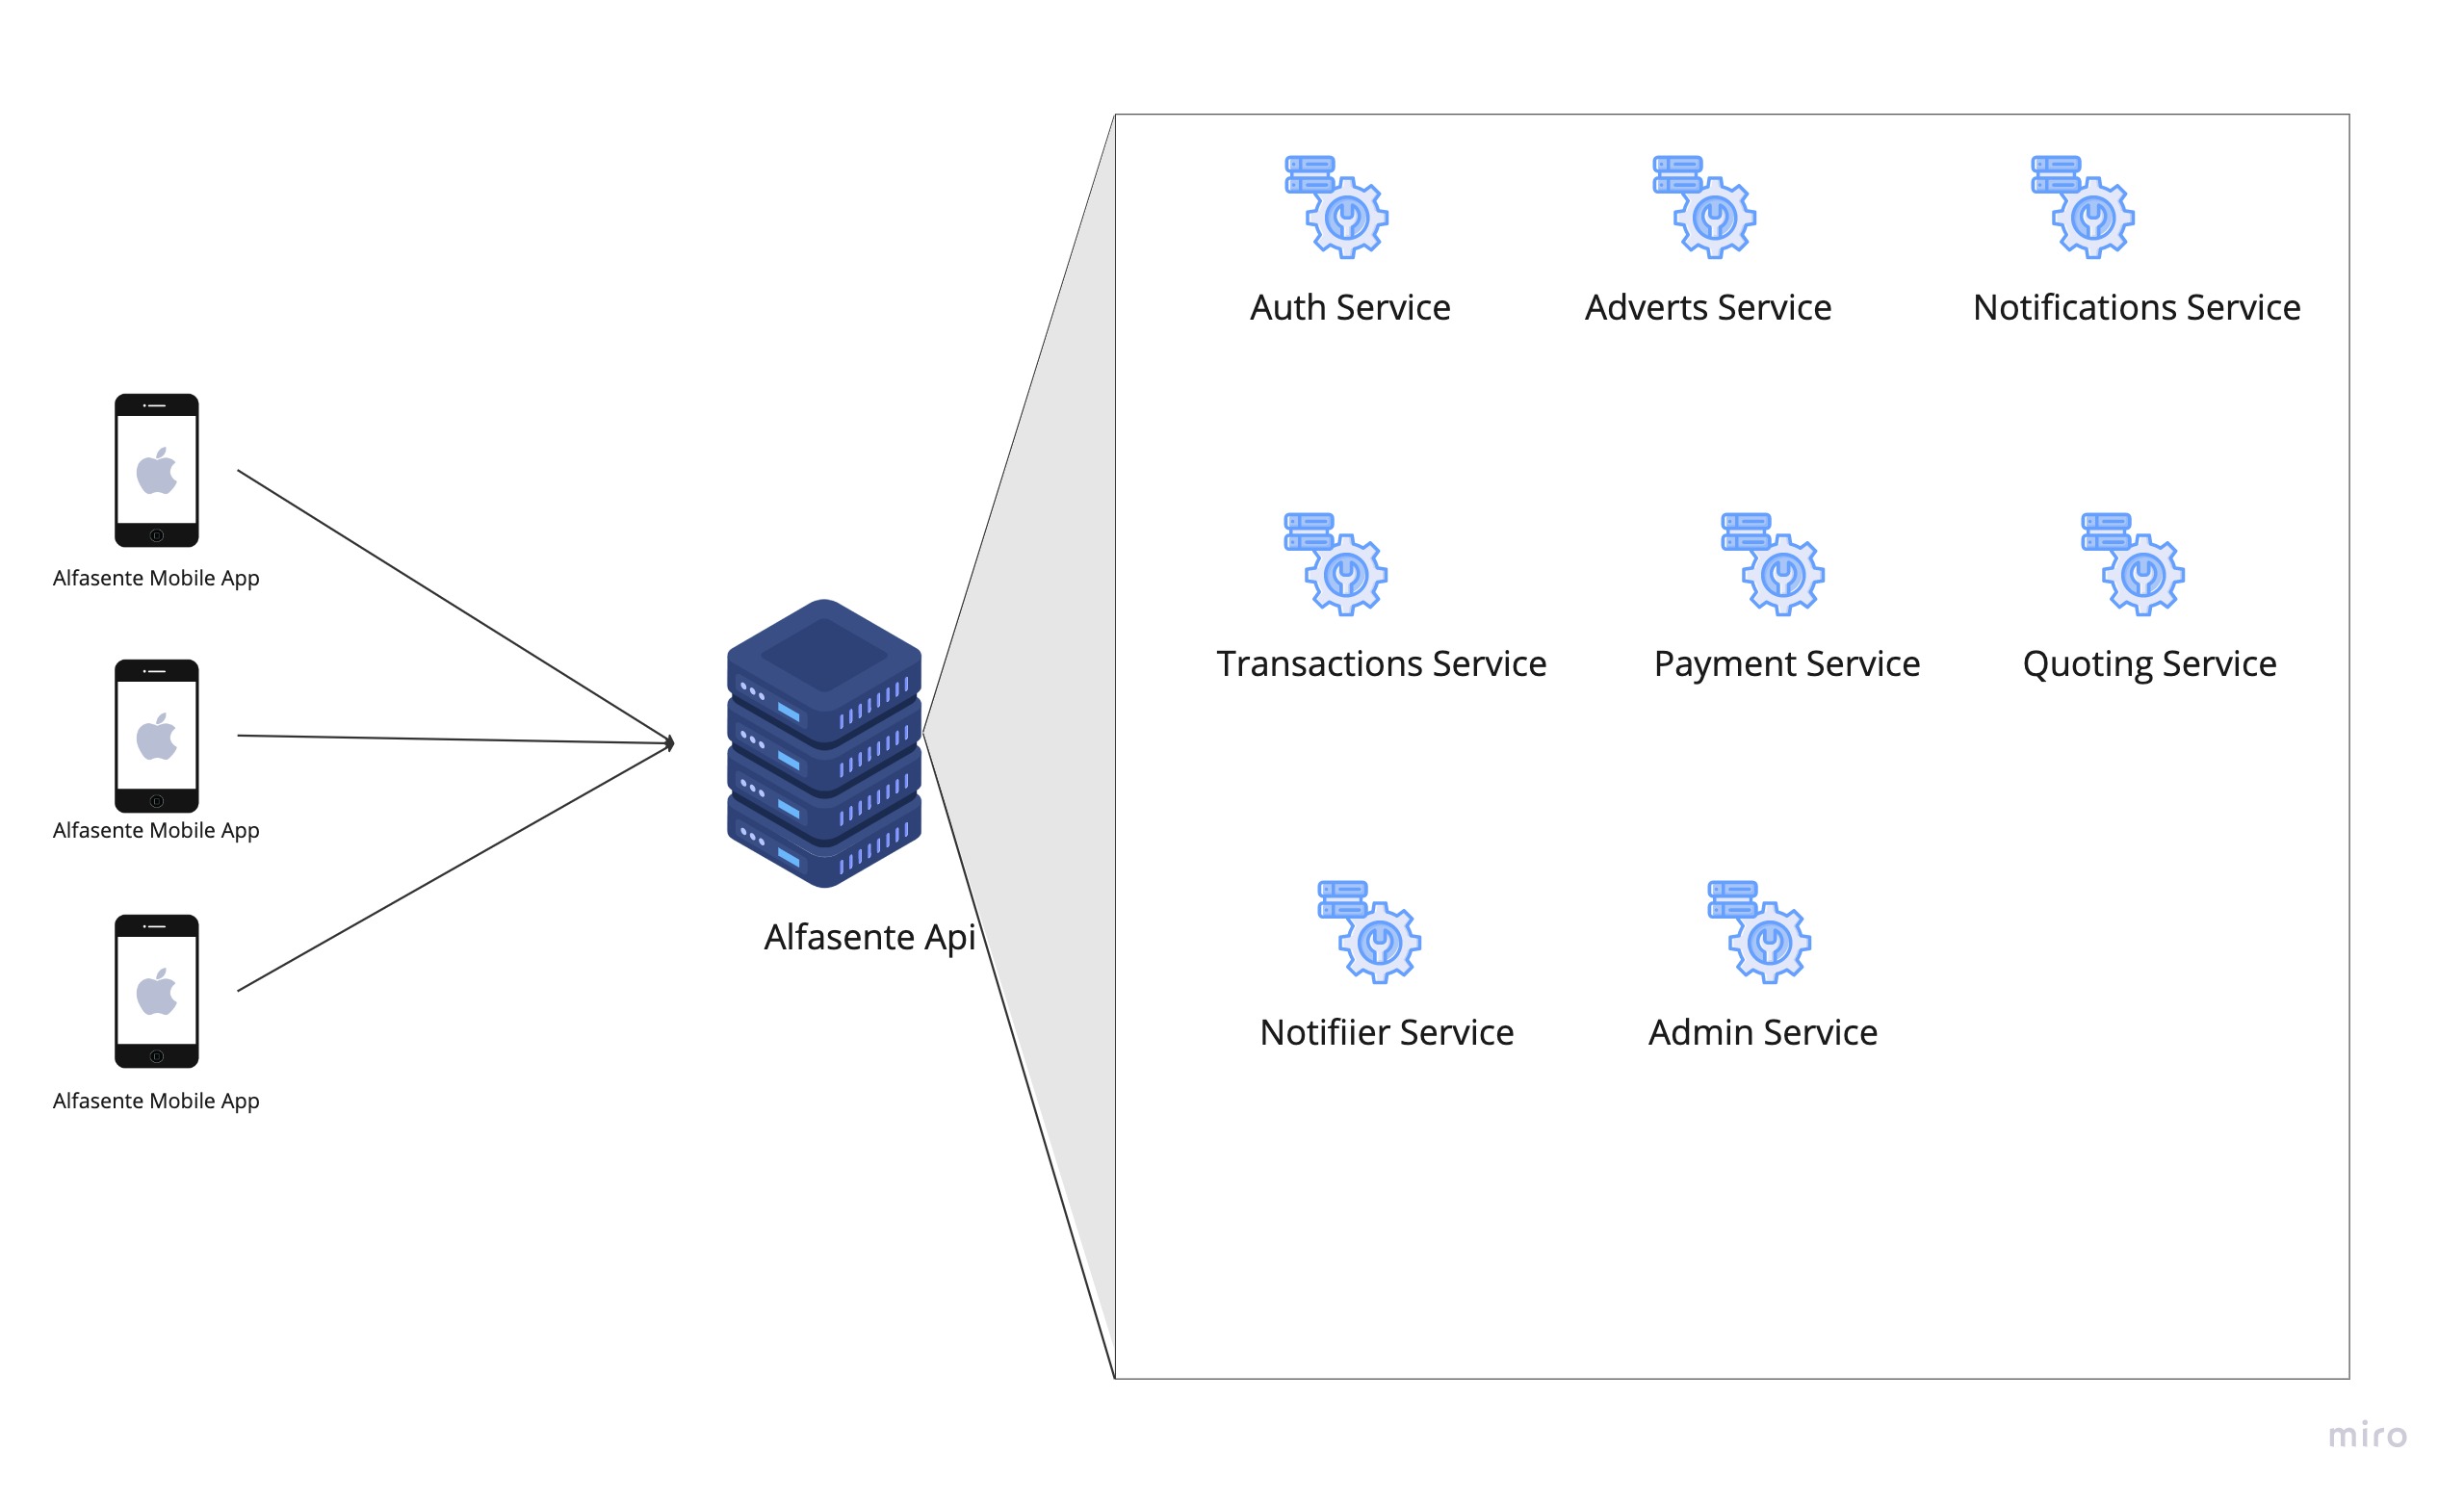 Auth Service
Adverts Service
Notifications Service
Alfasente Mobile App
Transactions Service
Payment Service
Quoting Service
Alfasente Mobile App
Alfasente Api
Notifiier Service
Admin Service
Alfasente Mobile App
miro